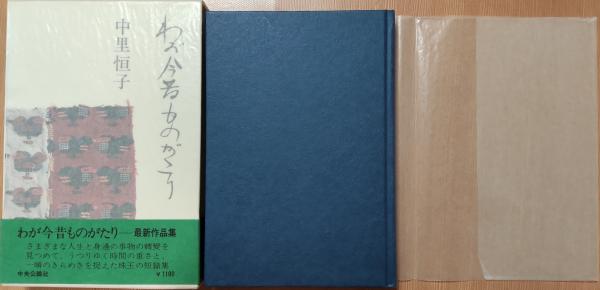 わが今昔ものがたり
中里恒子
わが今昔ものがたり──最新作品集
さまざまな人生と身邊の事物の轉變を
見つめて、うつりゆく時間の重さと、
一瞬のきらめきを捉えた珠玉の短篇集
中央公論社
￥1100